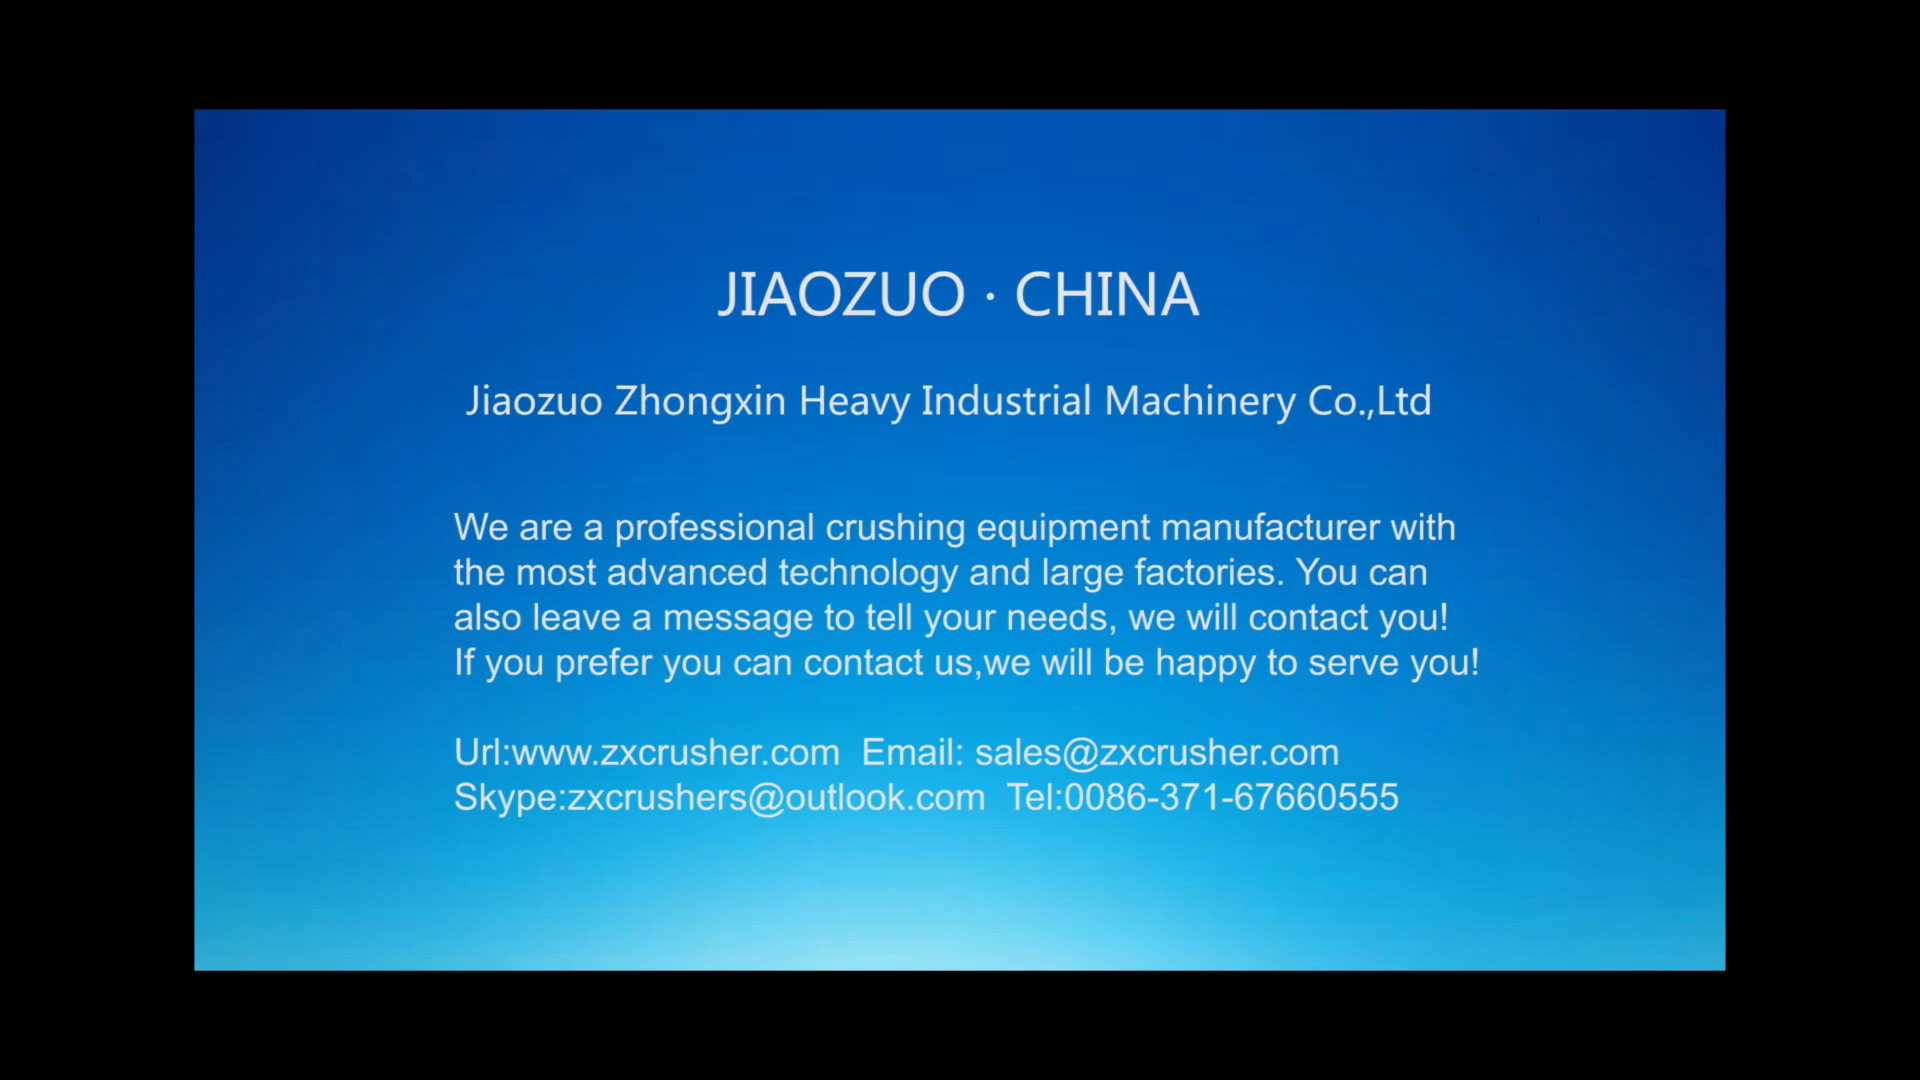 JIAOZUO · CHINA
Jiaozuo Zhongxin Heavy Industrial Machinery Co.,Ltd
We are a professional crushing equipment manufacturer with
the most advanced technology and large factories. You can
also leave a message to tell your needs, we will contact you!
If you prefer you can contact us,we will be happy to serve you!
Url:www.zxcrusher.com  Email: sales@zxcrusher.com
Skype:zxcrushers@outlook.com  Tel:0086-371-67660555